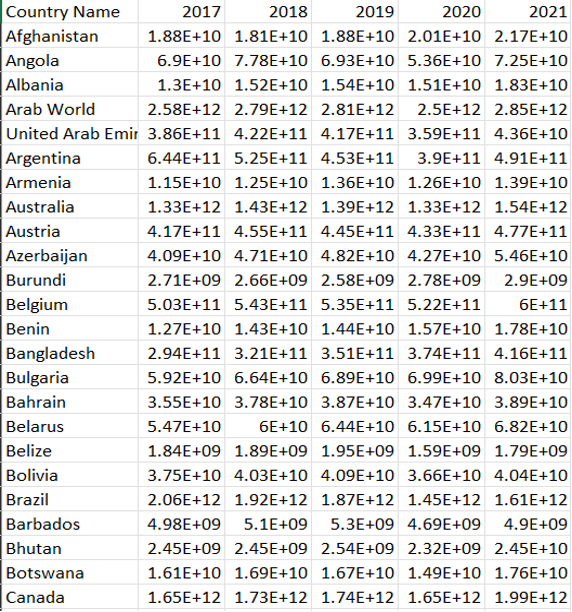 Country Name 2017 2018 2019 2020 2021
Afghanistan 1.88E+10 1.81E+10 1.88E+10 2.01E+10 2.17E+10
Angola 6.9E+10 7.78E+10 6.93E+10 5.36E+10 7.25E+10
Albania 1.3E+10 1.52E+10 1.54E+10 1.51E+10 1.83E+10
Arab World 2.58E+12 2.79E+12 2.81E+12 2.5E+12 2.85E+12
United Arab Emir 3.86E+11 4.22E+11 4.17E+11 3.59E+11 4.36E+10
Argentina 6.44E+11 5.25E+11 4.53E+11 3.9E+11 4.91E+11
Armenia 1.15E+10 1.25E+10 1.36E+10 1.26E+10 1.39E+10
Australia 1.33E+12 1.43E+12 1.39E+12 1.33E+12 1.54E+12
Austria 4.17E+11 4.55E+11 4.45E+11 4.33E+11 4.77E+11
Azerbaijan 4.09E+10 4.71E+10 4.82E+10 4.27E+10 5.46E+10
Burundi 2.71E+09 2.66E+09 2.58E+09 2.78E+09 2.9E+09
Belgium 5.03E+11 5.43E+11 5.35E+11 5.22E+11 6E+11
Benin 1.27E+10 1.43E+10 1.44E+10 1.57E+10 1.78E+10
Bangladesh 2.94E+11 3.21E+11 3.51E+11 3.74E+11 4.16E+11
Bulgaria 5.92E+10 6.64E+10 6.89E+10 6.99E+10 8.03E+10
Bahrain 3.55E+10 3.78E+10 3.87E+10 3.47E+10 3.89E+10
Belarus 5.47E+10 6E+10 6.44E+10 6.15E+10 6.82E+10
Belize 1.84E+09 1.89E+09 1.95E+09 1.59E+09 1.79E+09
Bolivia 3.75E+10 4.03E+10 4.09E+10 3.66E+10 4.04E+10
Brazil 2.06E+12 1.92E+12 1.87E+12 1.45E+12 1.61E+12
Barbados 4.98E+09 5.1E+09 5.3E+09 4.69E+09 4.9E+09
Bhutan 2.45E+09 2.45E+09 2.54E+09 2.32E+09 2.45E+10
Botswana 1.61E+10 1.69E+10 1.67E+10 1.49E+10 1.76E+10
Canada 1.65E+12 1.73E+12 1.74E+12 1.65E+12 1.99E+12